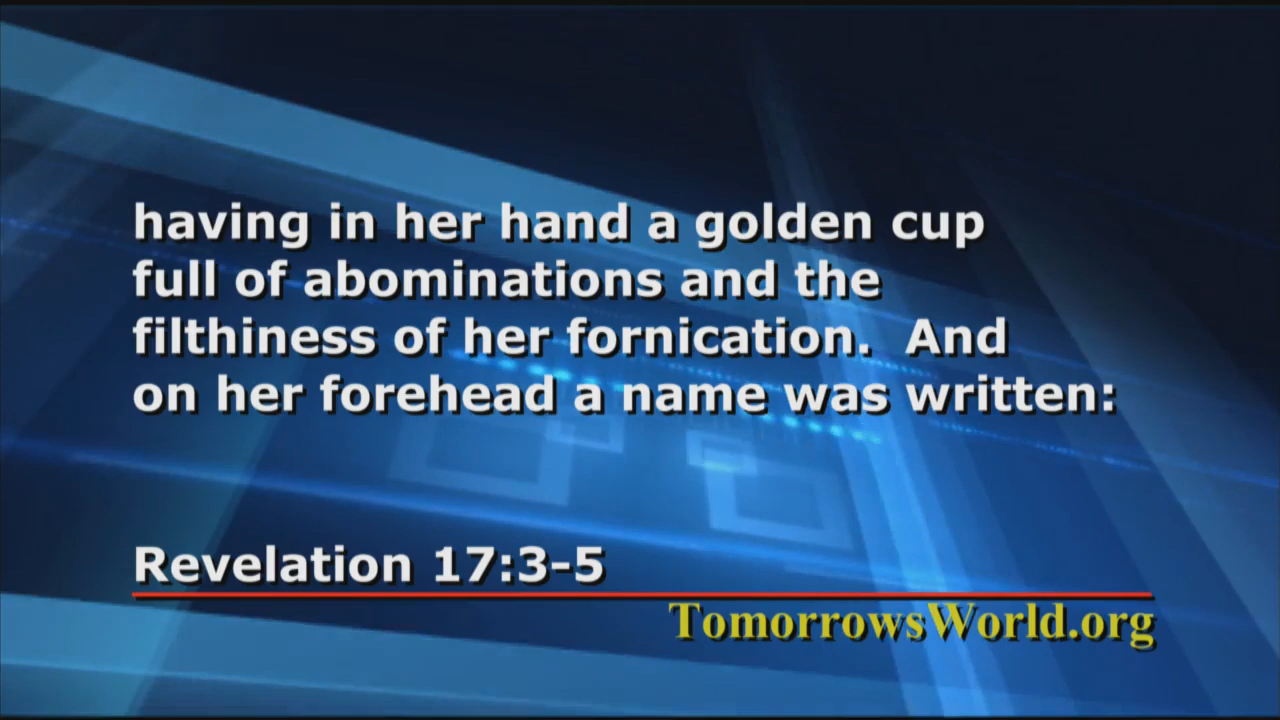 having in her hand a golden cup
full of abominations and the
filthiness of her fornication.  And
on her forehead a name was written:
Revelation 17:3-5
TomorrowsWorld.org